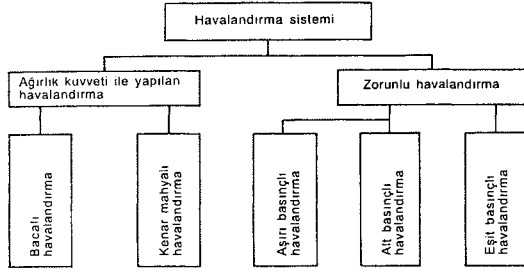 Havalandırma sistemi
Ağırlık kuvveti ile yapılan
havalandırma
Zorunlu havalandırma
Bacalı
havalandırma
Kenar mahyalı
havalandırma
Aşırı basınçlı
havalandırma
Alt basınçlı
havalandırma
Eşit basınçlı
havalandırma